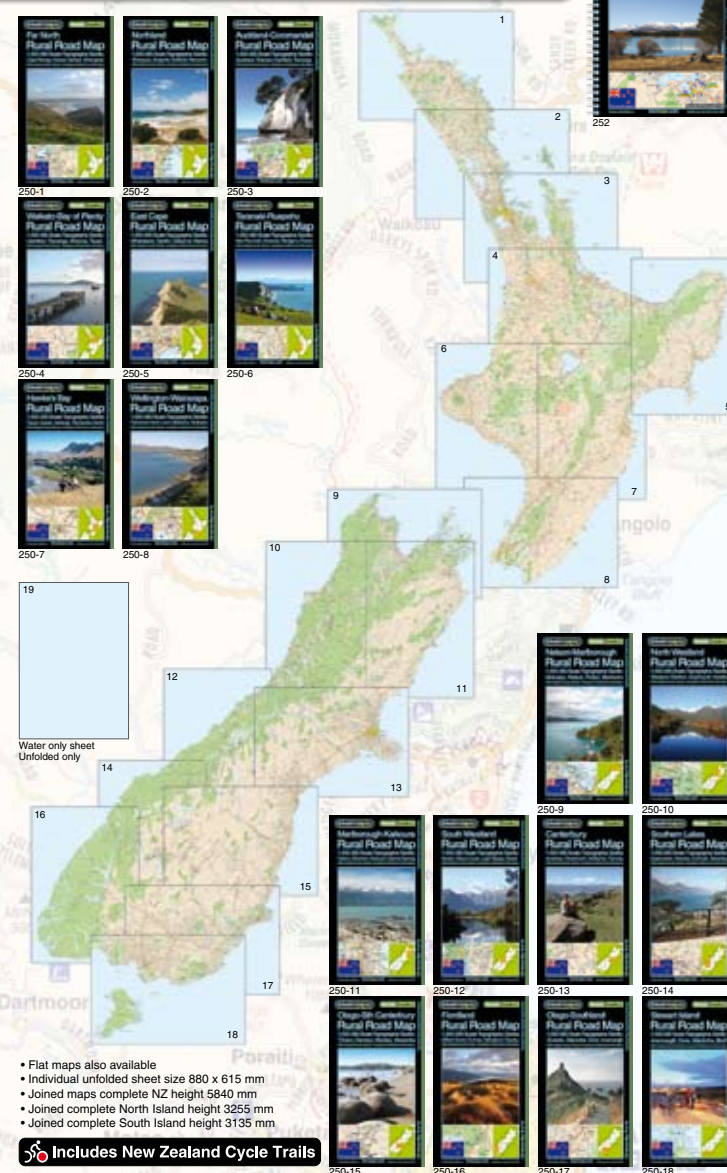 Far North
Rural Road Map
250-1
Northland
Rural Road Map
250-2
Auckland-Coromandel
Rural Road Map
250-3
Waikato-Bay of Plenty
Rural Road Map
250-4
East Cape
Rural Road Map
250-5
Taranaki-Ruapehu
Rural Road Map
250-6
Hawke's Bay
Rural Road Map
250-7
Wellington-Wairarapa
Rural Road Map
250-8
252
1
2
3
4
5
6
7
8
9
10
11
12
13
14
15
16
17
18
19
Water only sheet
Unfolded only
Nelson-Marlborough
Rural Road Map
250-9
North Westland
Rural Road Map
250-10
Marlborough-Kaikoura
Rural Road Map
250-11
South Westland
Rural Road Map
250-12
Canterbury
Rural Road Map
250-13
Southern Lakes
Rural Road Map
250-14
Otago-Sth Canterbury
Rural Road Map
250-15
Fiordland
Rural Road Map
250-16
Otago-Southland
Rural Road Map
250-17
Stewart Island
Rural Road Map
250-18
Waikoau
Dartmoor
Poraiti
• Flat maps also available
• Individual unfolded sheet size 880 x 615 mm
• Joined maps complete NZ height 5840 mm
• Joined complete North Island height 3255 mm
• Joined complete South Island height 3135 mm
Includes New Zealand Cycle Trails